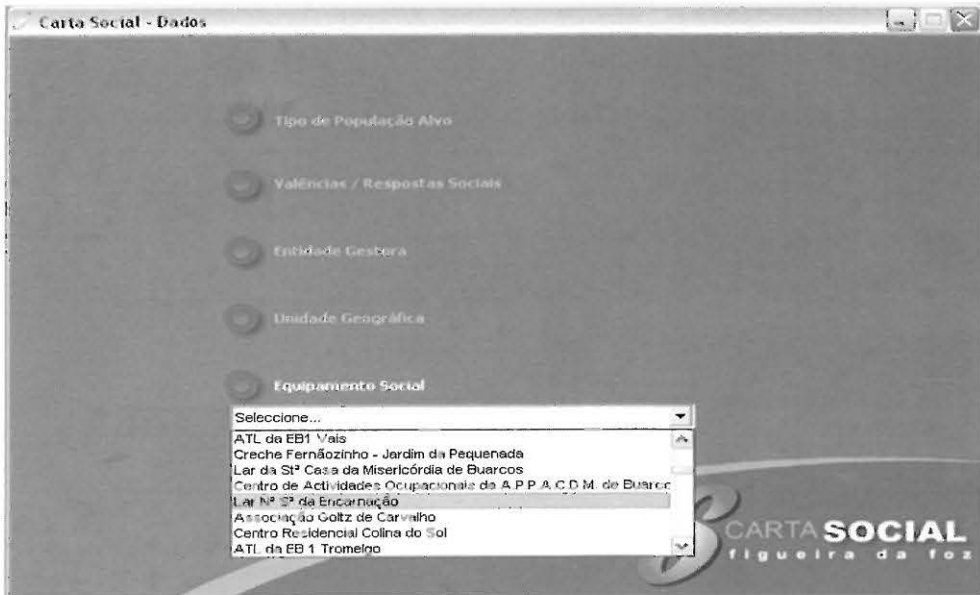 Carta Social - Dados
Tipo de População Alvo
Valências / Respostas Sociais
Entidade Gestora
Unidade Geográfica
Equipamento Social
Seleccione...
ATL da EB1 Vais
Creche Fernãozinho - Jardim da Pequenada
Lar da Stª Casa da Misericórdia de Buarcos
Centro de Actividades Ocupacionais da A.P.P.A.C.D.M. de Buarc
Lar Nª Sª da Encarnação
Associação Goltz de Carvalho
Centro Residencial Colina do Sol
ATL da EB 1 Tromelgo
CARTA SOCIAL
figueira da foz